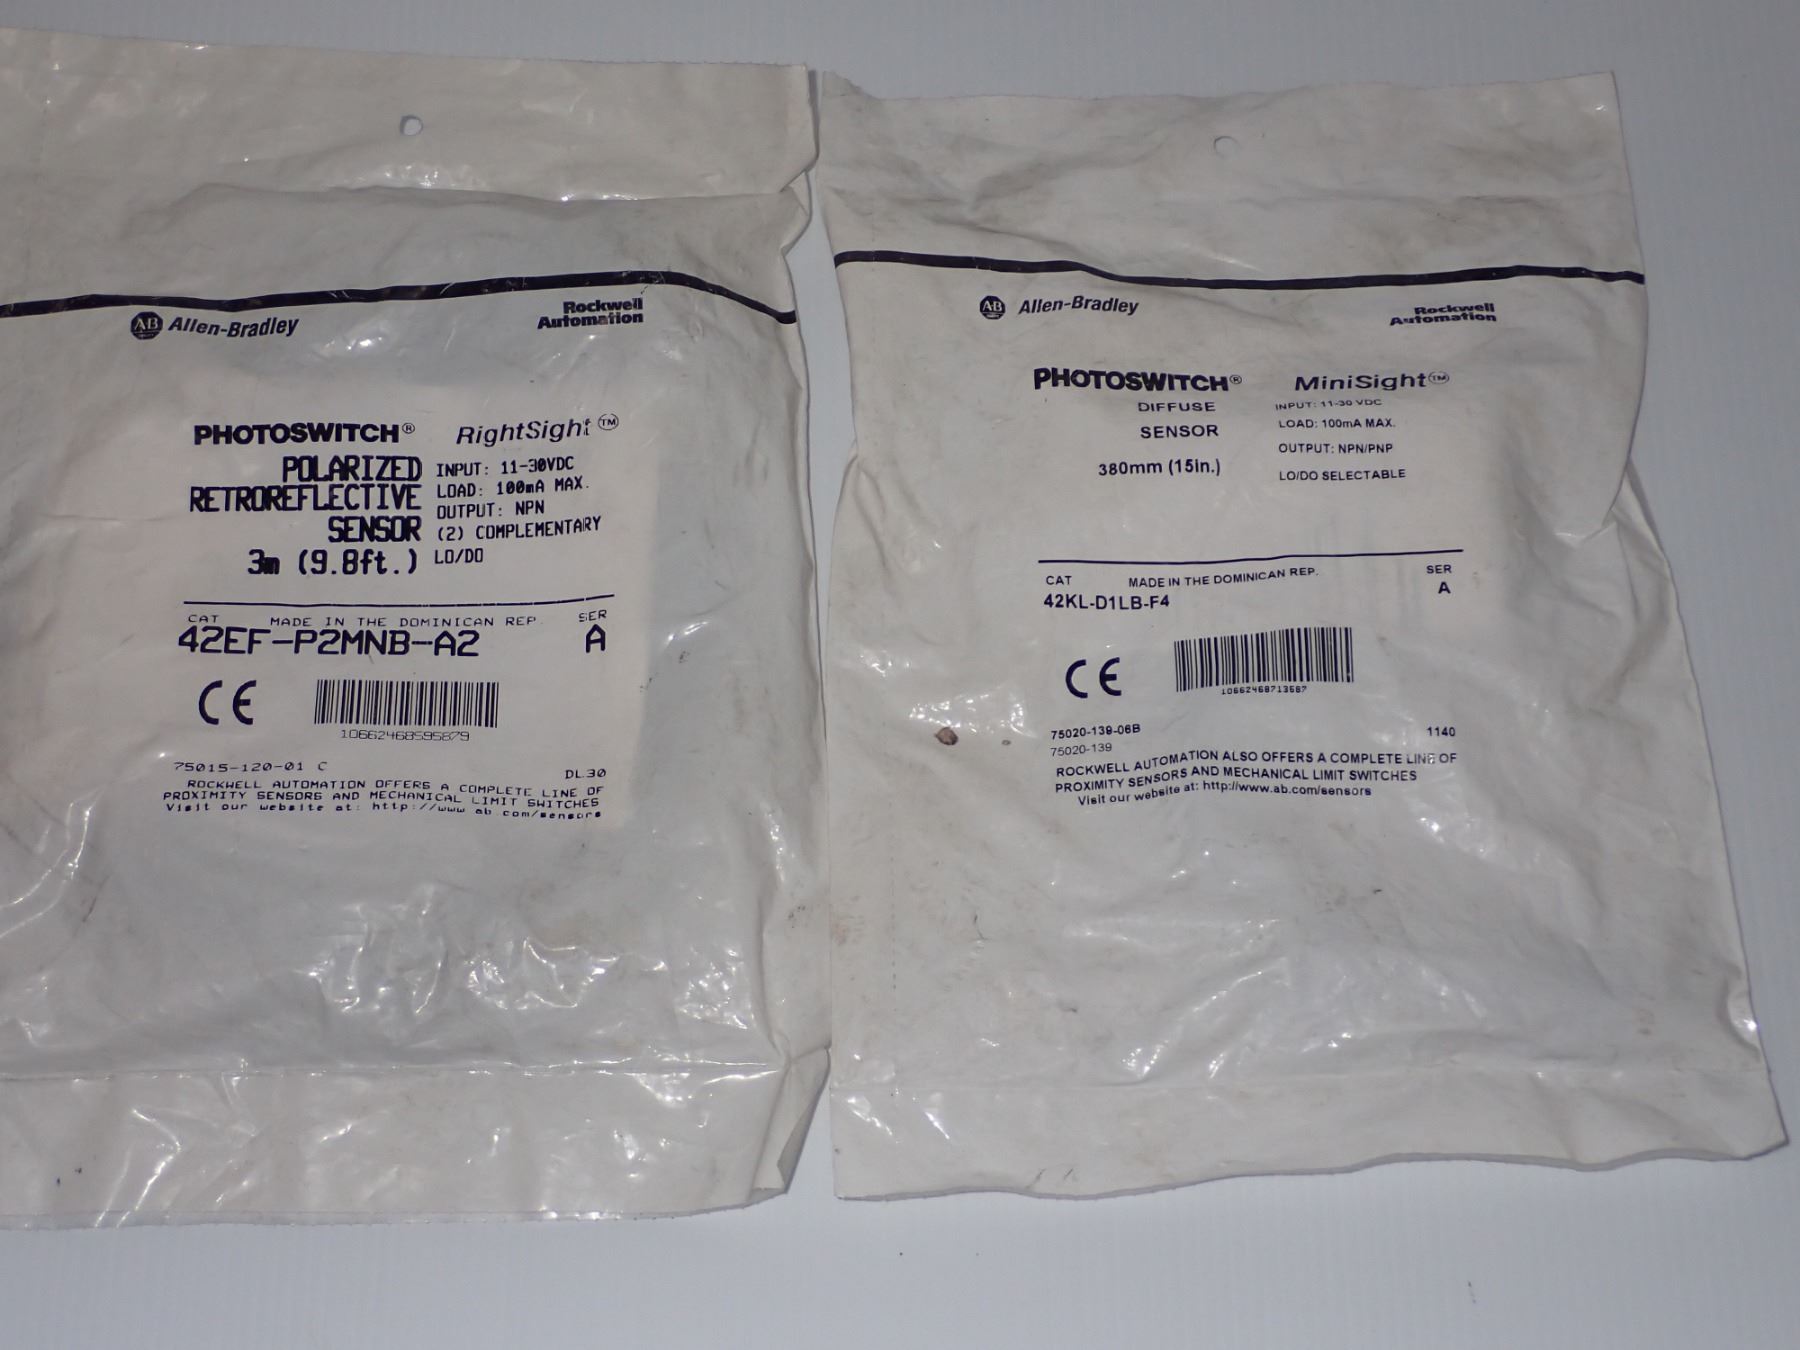 AB Allen-Bradley
Rockwell
Automation
PHOTOSWITCH® RightSight™
POLARIZED
RETROREFLECTIVE
SENSOR
3m (9.8ft.)
INPUT: 11-30VDC
LOAD: 100mA MAX.
OUTPUT: NPN
(2) COMPLEMENTARY
LO/DO
CAT MADE IN THE DOMINICAN REP. SER
42EF-P2MNB-A2 A
CE
10662468595879
75015-120-01 C DL30
ROCKWELL AUTOMATION OFFERS A COMPLETE LINE OF
PROXIMITY SENSORS AND MECHANICAL LIMIT SWITCHES
Visit our website at: http://www.ab.com/sensors
AB Allen-Bradley
Rockwell
Automation
PHOTOSWITCH® MiniSight™
DIFFUSE
SENSOR
380mm (15in.)
INPUT: 11-30 VDC
LOAD: 100mA MAX.
OUTPUT: NPN/PNP
LO/DO SELECTABLE
CAT MADE IN THE DOMINICAN REP. SER
42KL-D1LB-F4 A
CE
10662468713587
75020-139-06B 1140
75020-139
ROCKWELL AUTOMATION ALSO OFFERS A COMPLETE LINE OF
PROXIMITY SENSORS AND MECHANICAL LIMIT SWITCHES
Visit our website at: http://www.ab.com/sensors